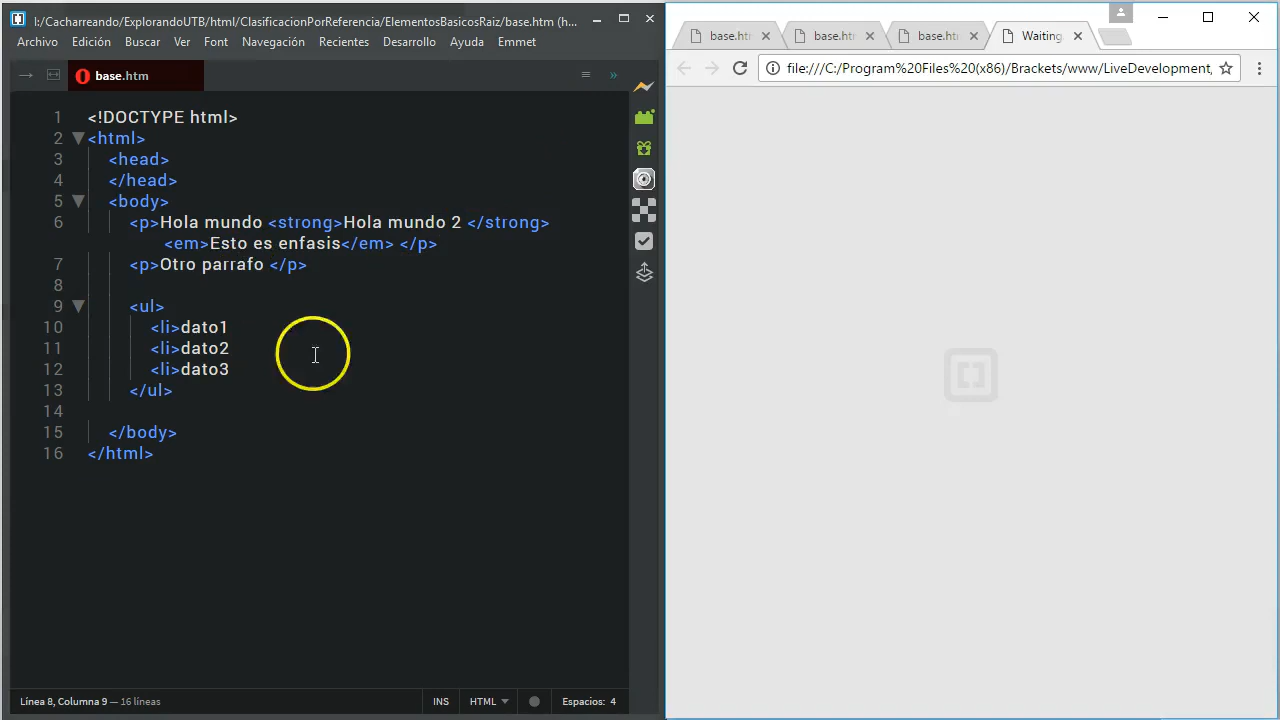 I:/Cacharreando/ExplorandoUTB/html/ClasificacionPorReferencia/ElementosBasicosRaiz/base.htm (h...
Archivo Edición Buscar Ver Font Navegación Recientes Desarrollo Ayuda Emmet
base.htm
1 <!DOCTYPE html>
2 <html>
3 <head>
4 </head>
5 <body>
6 <p>Hola mundo <strong>Hola mundo 2 </strong>
<em>Esto es enfasis</em> </p>
7 <p>Otro parrafo </p>
8
9 <ul>
10 <li>dato1
11 <li>dato2
12 <li>dato3
13 </ul>
14
15 </body>
16 </html>
Línea 8, Columna 9 — 16 líneas INS HTML Espacios: 4
base.htm base.htm base.htm Waiting
file:///C:/Program%20Files%20(x86)/Brackets/www/LiveDevelopment,